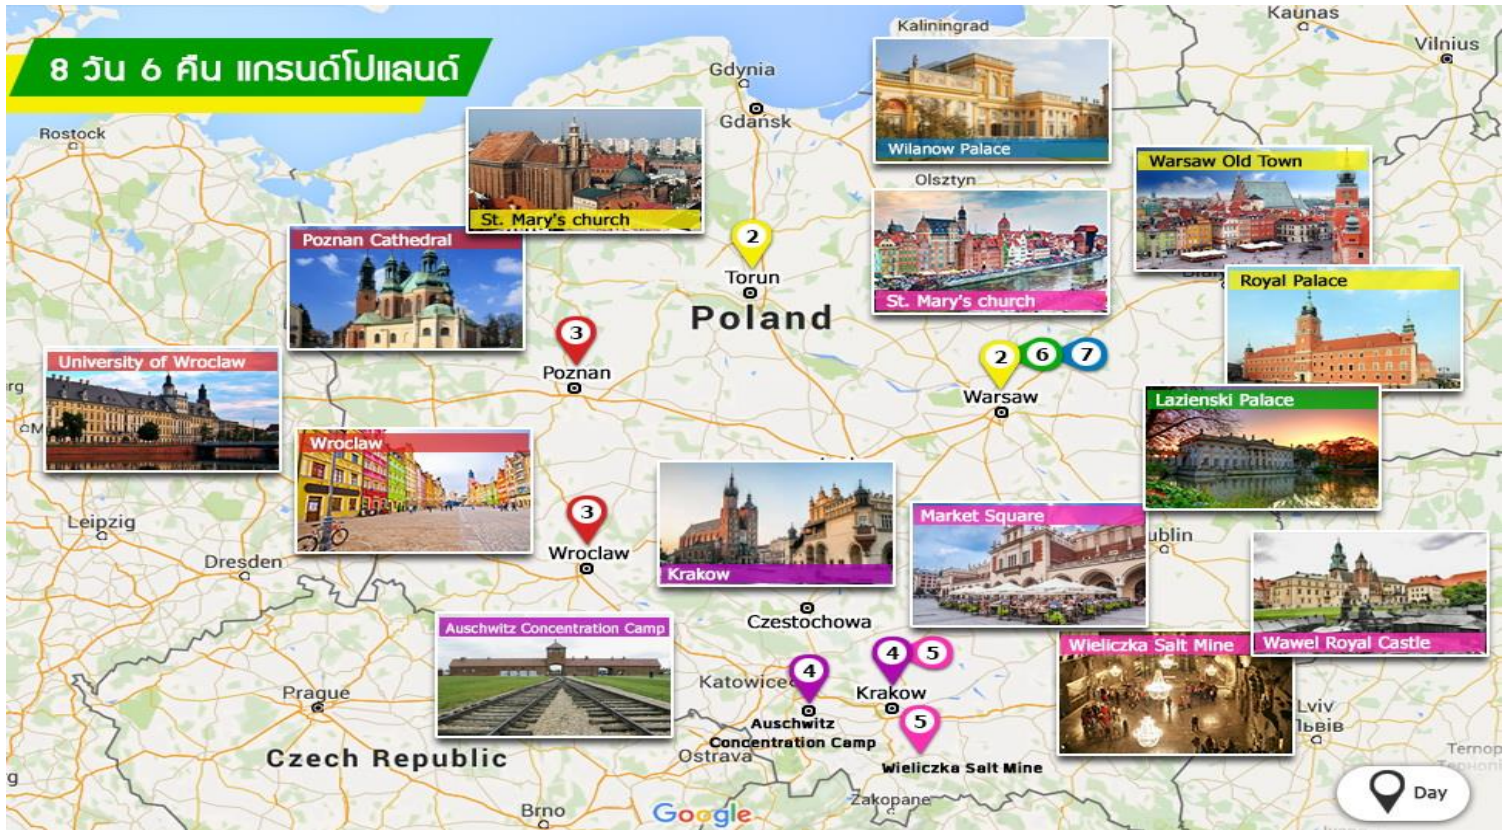 8 วัน 6 คืน แกรนด์โปแลนด์
Kaliningrad
Kaunas
Vilnius
Gdynia
Gdańsk
Rostock
Wilanow Palace
Warsaw Old Town
Olsztyn
St. Mary's church
Poznan Cathedral
2
Torun
Poland
St. Mary's church
Royal Palace
3
Poznan
2 6 7
Warsaw
University of Wroclaw
Lazienski Palace
Wroclaw
Leipzig
3
Wroclaw
Dresden
Krakow
Market Square
ublin
Czestochowa
Auschwitz Concentration Camp
Wieliczka Salt Mine
Wawel Royal Castle
4
4 5
Katowice
Krakow
Prague
Auschwitz
Concentration Camp
5
Wieliczka Salt Mine
Lviv
Львів
Czech Republic
Ostrava
Ternop
Zakopane
Brno
Google
Day